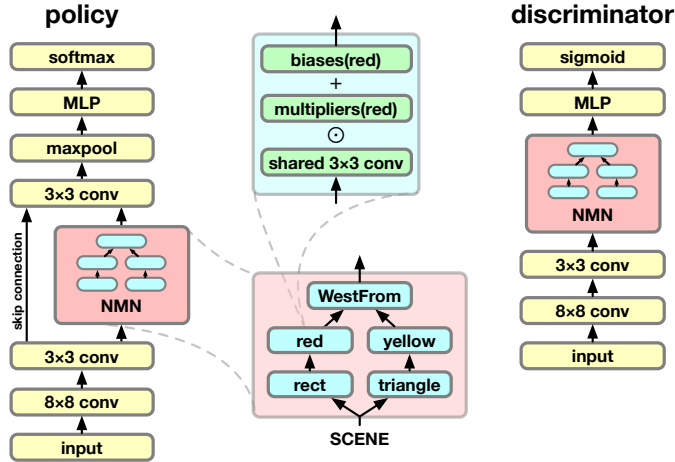 policy
softmax
MLP
maxpool
3×3 conv
skip connection
NMN
3×3 conv
8×8 conv
input
biases(red)
+
multipliers(red)
⊙
shared 3×3 conv
WestFrom
red yellow
rect triangle
SCENE
discriminator
sigmoid
MLP
NMN
3×3 conv
8×8 conv
input